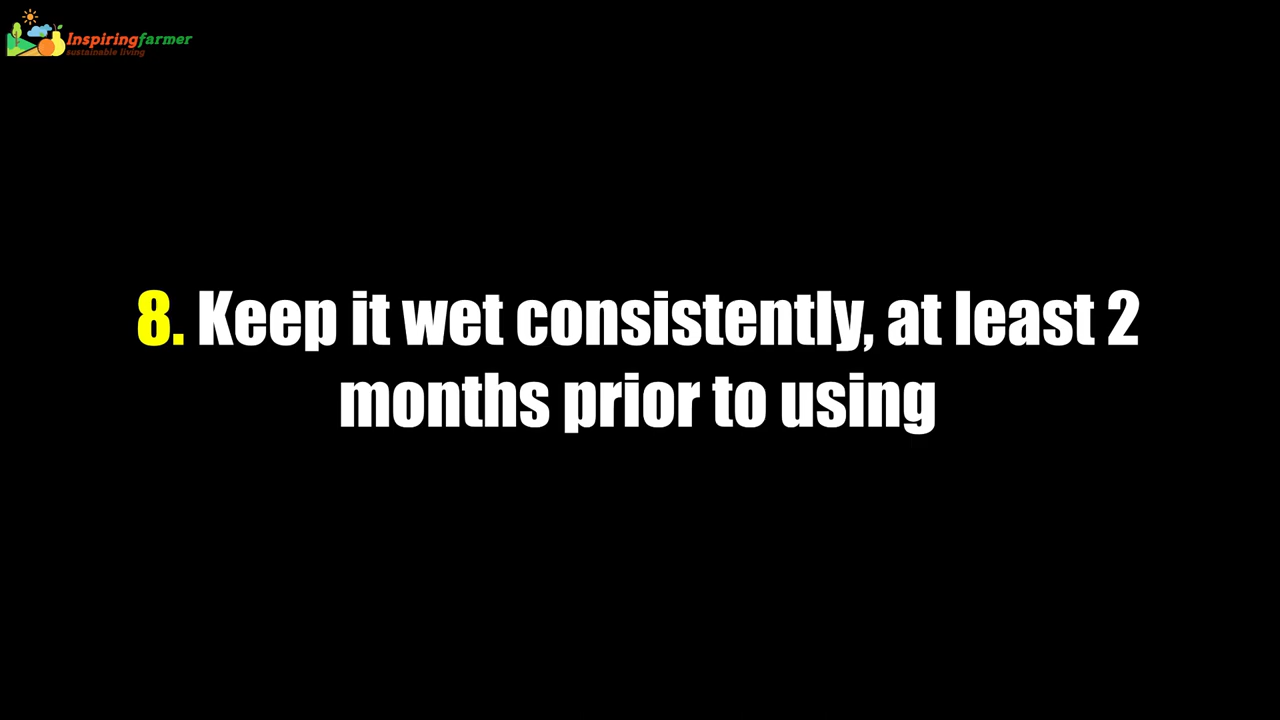 Inspiringfarmer
sustainable living
8. Keep it wet consistently, at least 2
months prior to using